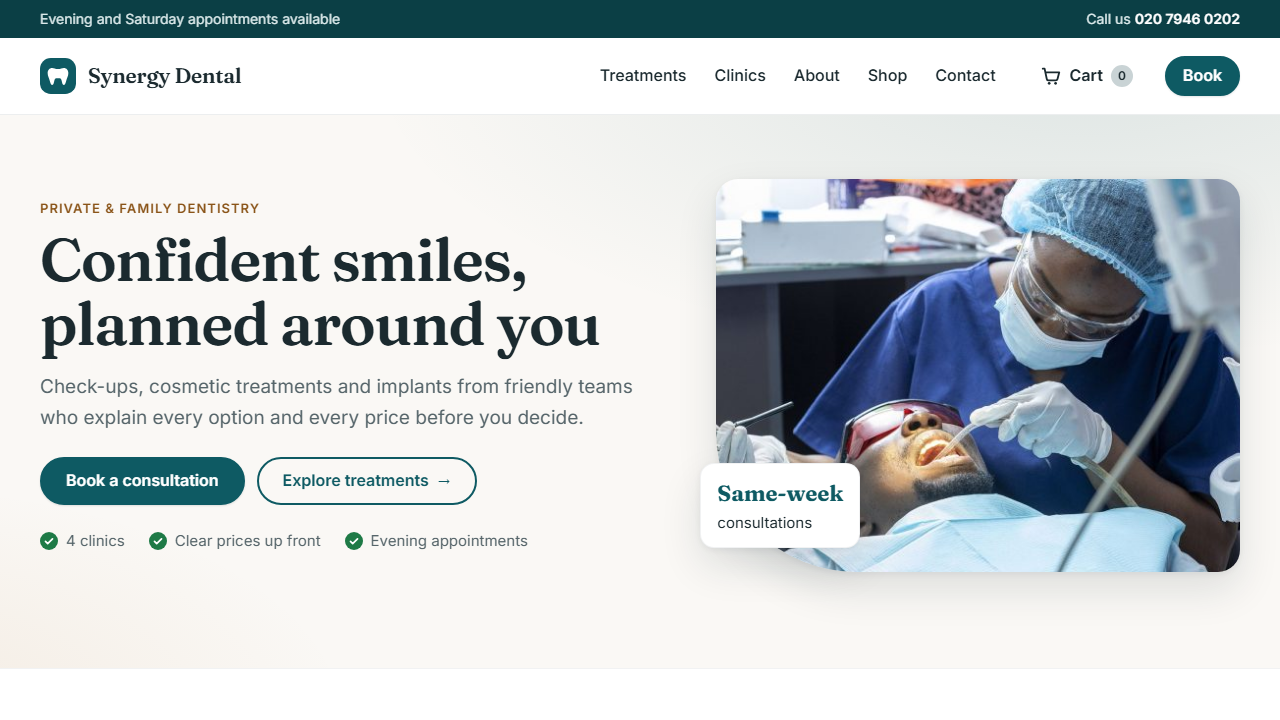 Evening and Saturday appointments available
Call us 020 7946 0202
Synergy Dental
Treatments
Clinics
About
Shop
Contact
Cart 0
Book
PRIVATE & FAMILY DENTISTRY
Confident smiles,
planned around you
Check-ups, cosmetic treatments and implants from friendly teams
who explain every option and every price before you decide.
Book a consultation
Explore treatments →
4 clinics
Clear prices up front
Evening appointments
Same-week
consultations